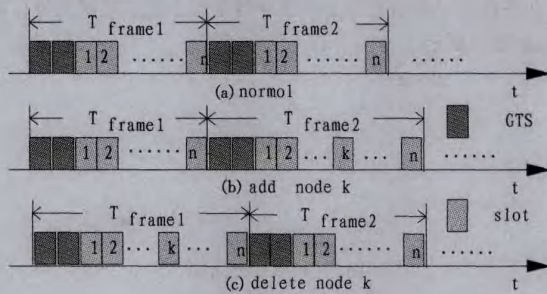 T frame1 T frame2
1 2 ...... n 1 2 ...... n ......
(a) normol t
T frame1 T frame2 GTS
1 2 ...... n 1 2 ... k ... n ......
(b) add node k t
T frame1 T frame2 slot
1 2 ... k ... n 1 2 ...... n ......
(c) delete node k t